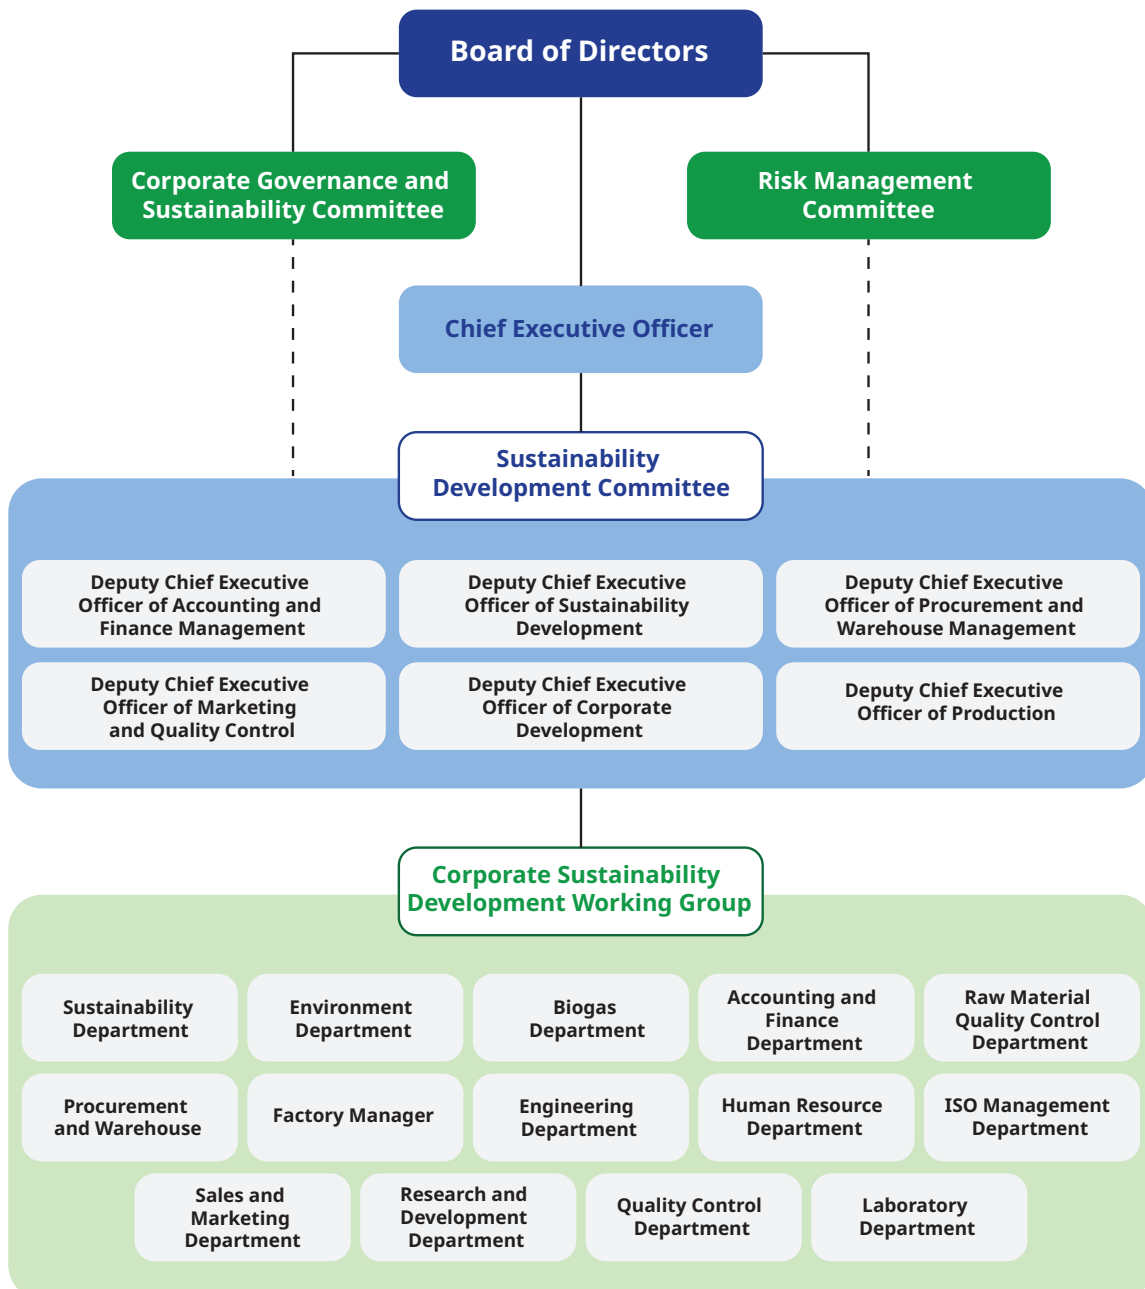 Board of Directors
Corporate Governance and
Sustainability Committee
Risk Management
Committee
Chief Executive Officer
Sustainability
Development Committee
Deputy Chief Executive
Officer of Accounting and
Finance Management
Deputy Chief Executive
Officer of Sustainability
Development
Deputy Chief Executive
Officer of Procurement and
Warehouse Management
Deputy Chief Executive
Officer of Marketing
and Quality Control
Deputy Chief Executive
Officer of Corporate
Development
Deputy Chief Executive
Officer of Production
Corporate Sustainability
Development Working Group
Sustainability
Department
Environment
Department
Biogas
Department
Accounting and
Finance
Department
Raw Material
Quality Control
Department
Procurement
and Warehouse
Factory Manager
Engineering
Department
Human Resource
Department
ISO Management
Department
Sales and
Marketing
Department
Research and
Development
Department
Quality Control
Department
Laboratory
Department